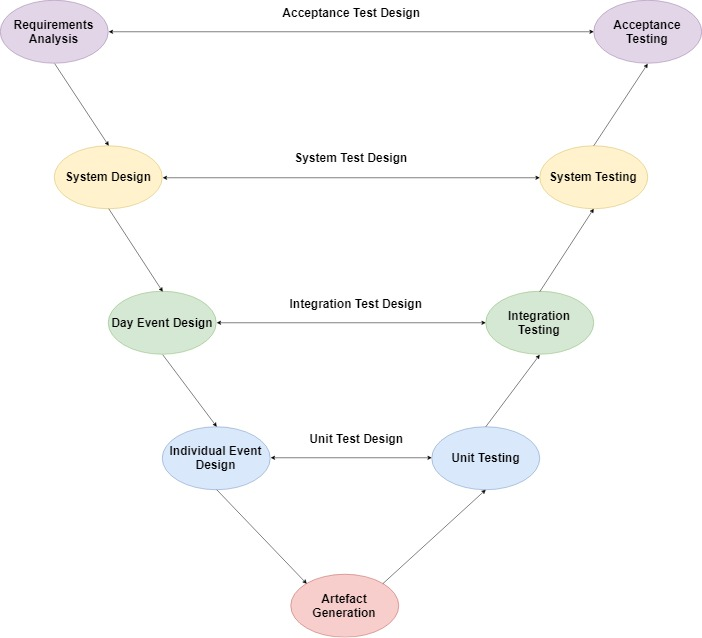 Requirements
Analysis
Acceptance Test Design
Acceptance
Testing
System Design
System Test Design
System Testing
Day Event Design
Integration Test Design
Integration
Testing
Individual Event
Design
Unit Test Design
Unit Testing
Artefact
Generation